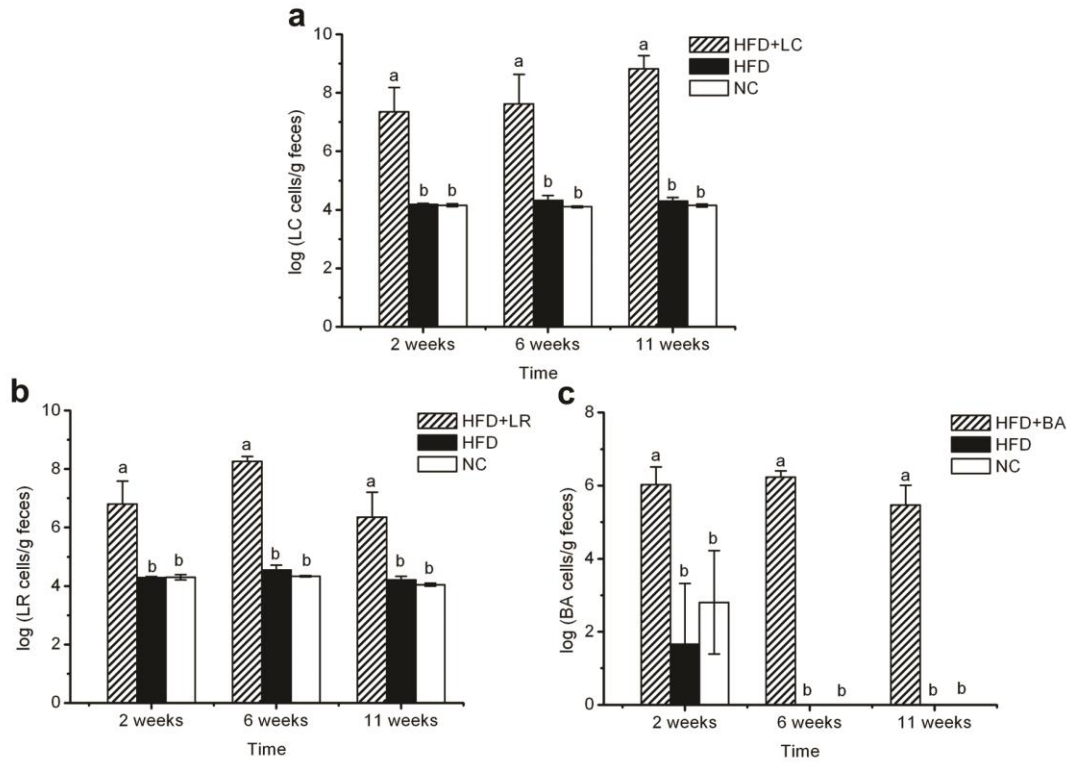 a
log (LC cells/g feces)
10
8
6
4
2
0
a
b
b
a
b
b
a
b
b
HFD+LC
HFD
NC
2 weeks
6 weeks
11 weeks
Time
b
log (LR cells/g feces)
10
8
6
4
2
0
a
b
b
a
b
b
a
b
b
HFD+LR
HFD
NC
2 weeks
6 weeks
11 weeks
Time
c
log (BA cells/g feces)
8
6
4
2
0
a
b
b
a
b
b
a
b
b
HFD+BA
HFD
NC
2 weeks
6 weeks
11 weeks
Time